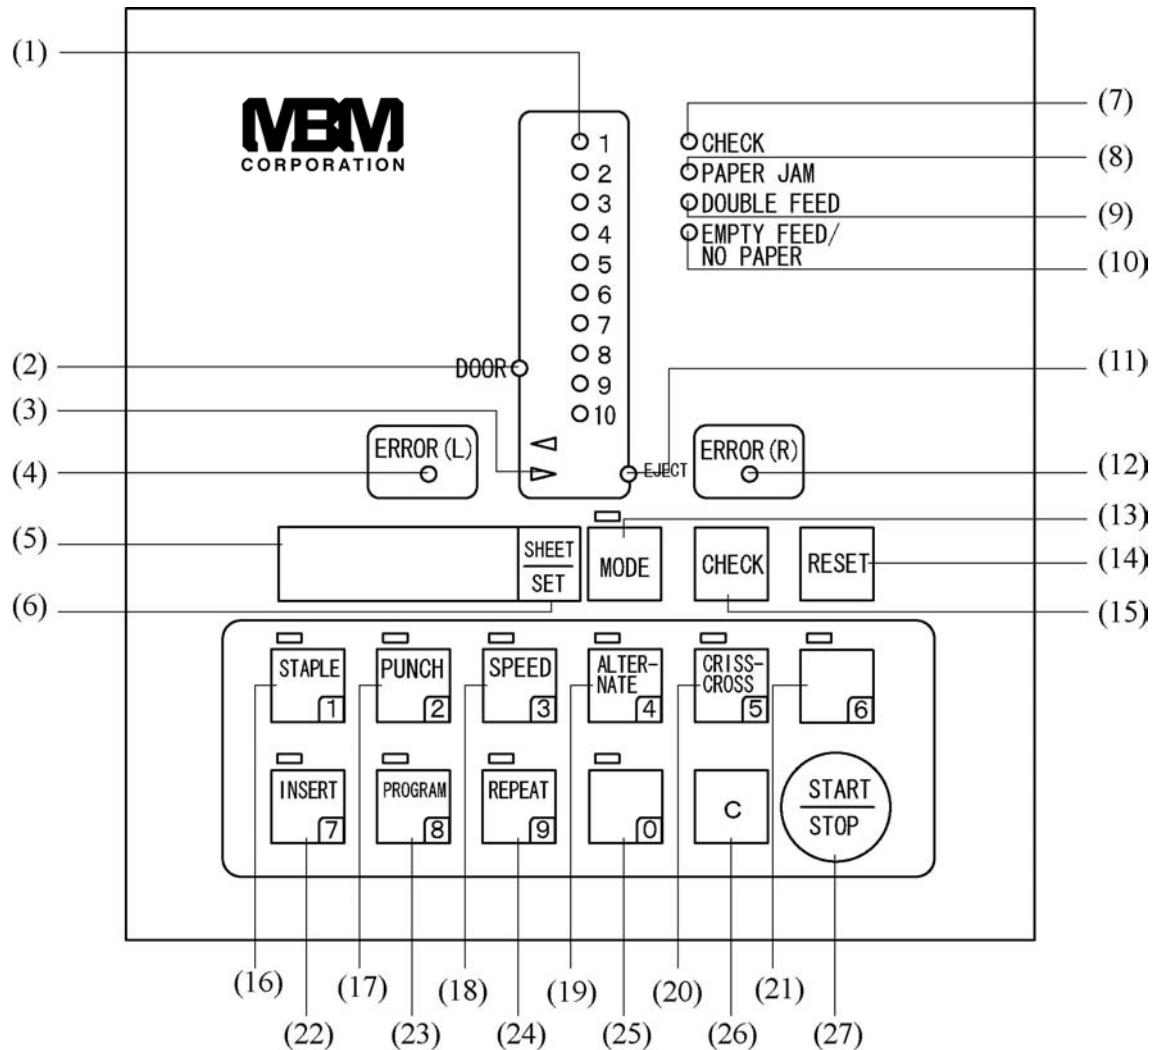 (1)
MBM
CORPORATION
1
2
3
4
5
6
7
8
9
10
CHECK
PAPER JAM
DOUBLE FEED
EMPTY FEED/
NO PAPER
(7)
(8)
(9)
(10)
(2)
DOOR
(11)
(3)
ERROR(L)
EJECT
ERROR(R)
(4)
(12)
(13)
(5)
SHEET
SET
MODE
CHECK
RESET
(14)
(6)
(15)
STAPLE
1
PUNCH
2
SPEED
3
ALTER-
NATE
4
CRISS-
CROSS
5
6
INSERT
7
PROGRAM
8
REPEAT
9
0
C
START
STOP
(16)
(17)
(18)
(19)
(20)
(21)
(22)
(23)
(24)
(25)
(26)
(27)